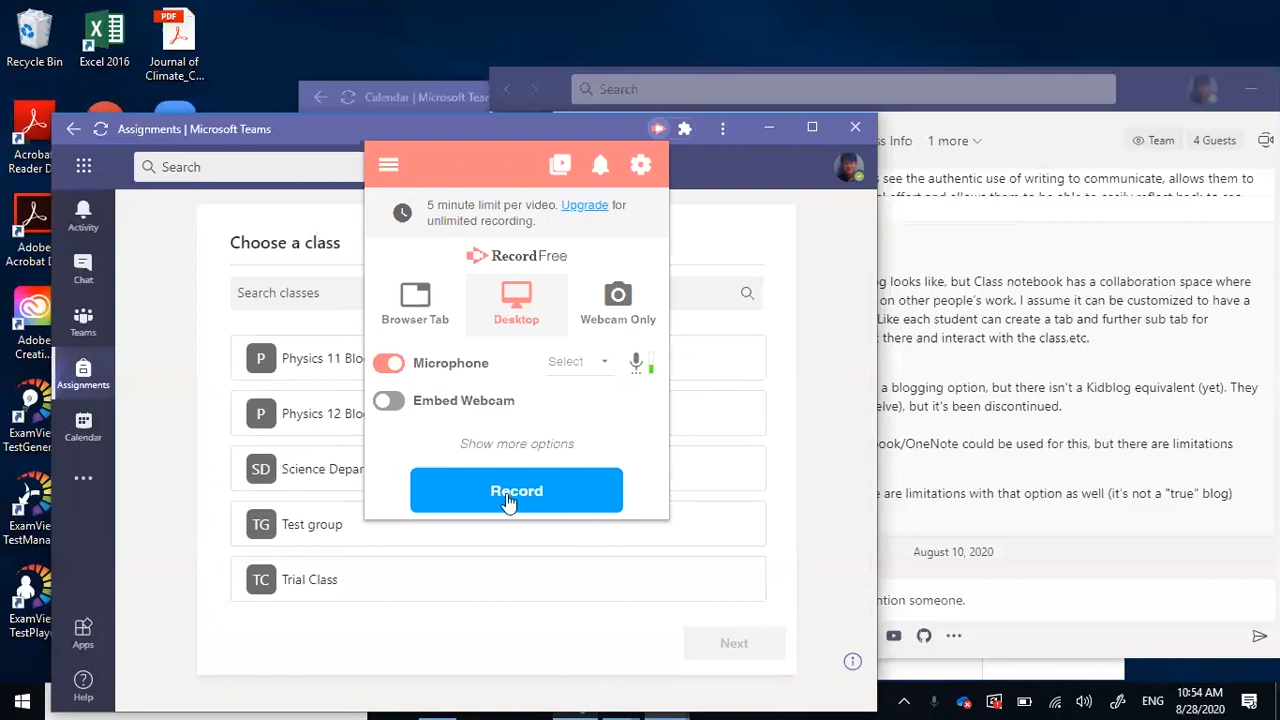 Recycle Bin
Excel 2016
PDF
Journal of
Climate_C...
Acrobat
Reader D
Adobe
Acrobat D
Adobe
Creati...
ExamView
TestGener
ExamView
TestMana
ExamView
TestPlay
Calendar | Microsoft Team
Search
Assignments | Microsoft Teams
Search
Activity
Chat
Teams
Assignments
Calendar
Apps
Help
Choose a class
Search classes
P Physics 11 Blo
P Physics 12 Blo
SD Science Depar
TG Test group
TC Trial Class
Next
5 minute limit per video. Upgrade for
unlimited recording.
RecordFree
Browser Tab
Desktop
Webcam Only
Microphone
Select
Embed Webcam
Show more options
Record
ss Info 1 more
Team
4 Guests
s see the authentic use of writing to communicate, allows them to
g looks like, but Class notebook has a collaboration space where
on other people's work. I assume it can be customized to have a
Like each student can create a tab and further sub tab for
t there and interact with the class,etc.
a blogging option, but there isn't a Kidblog equivalent (yet). They
elve), but it's been discontinued.
ook/OneNote could be used for this, but there are limitations
re are limitations with that option as well (it's not a "true" blog)
August 10, 2020
ntion someone.
ENG
10:54 AM
8/28/2020